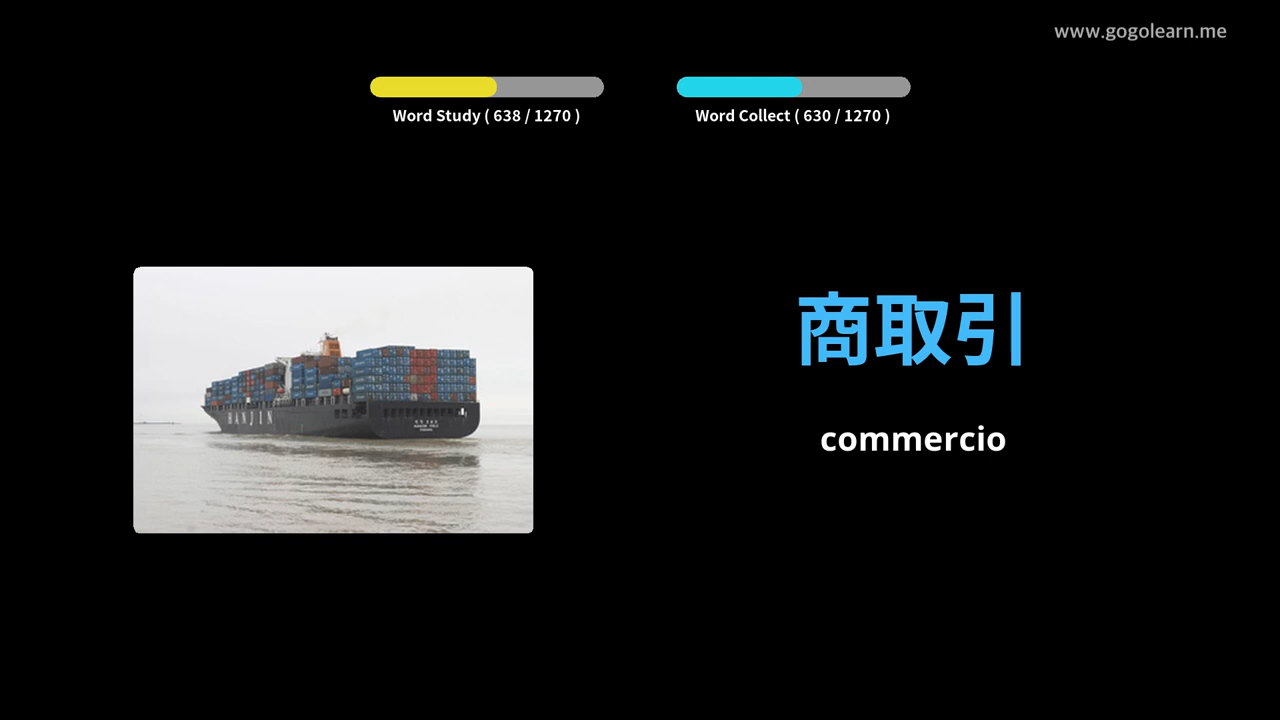 www.gogolearn.me
Word Study ( 638 / 1270 )
Word Collect ( 630 / 1270 )
HANJIN
商取引
commercio